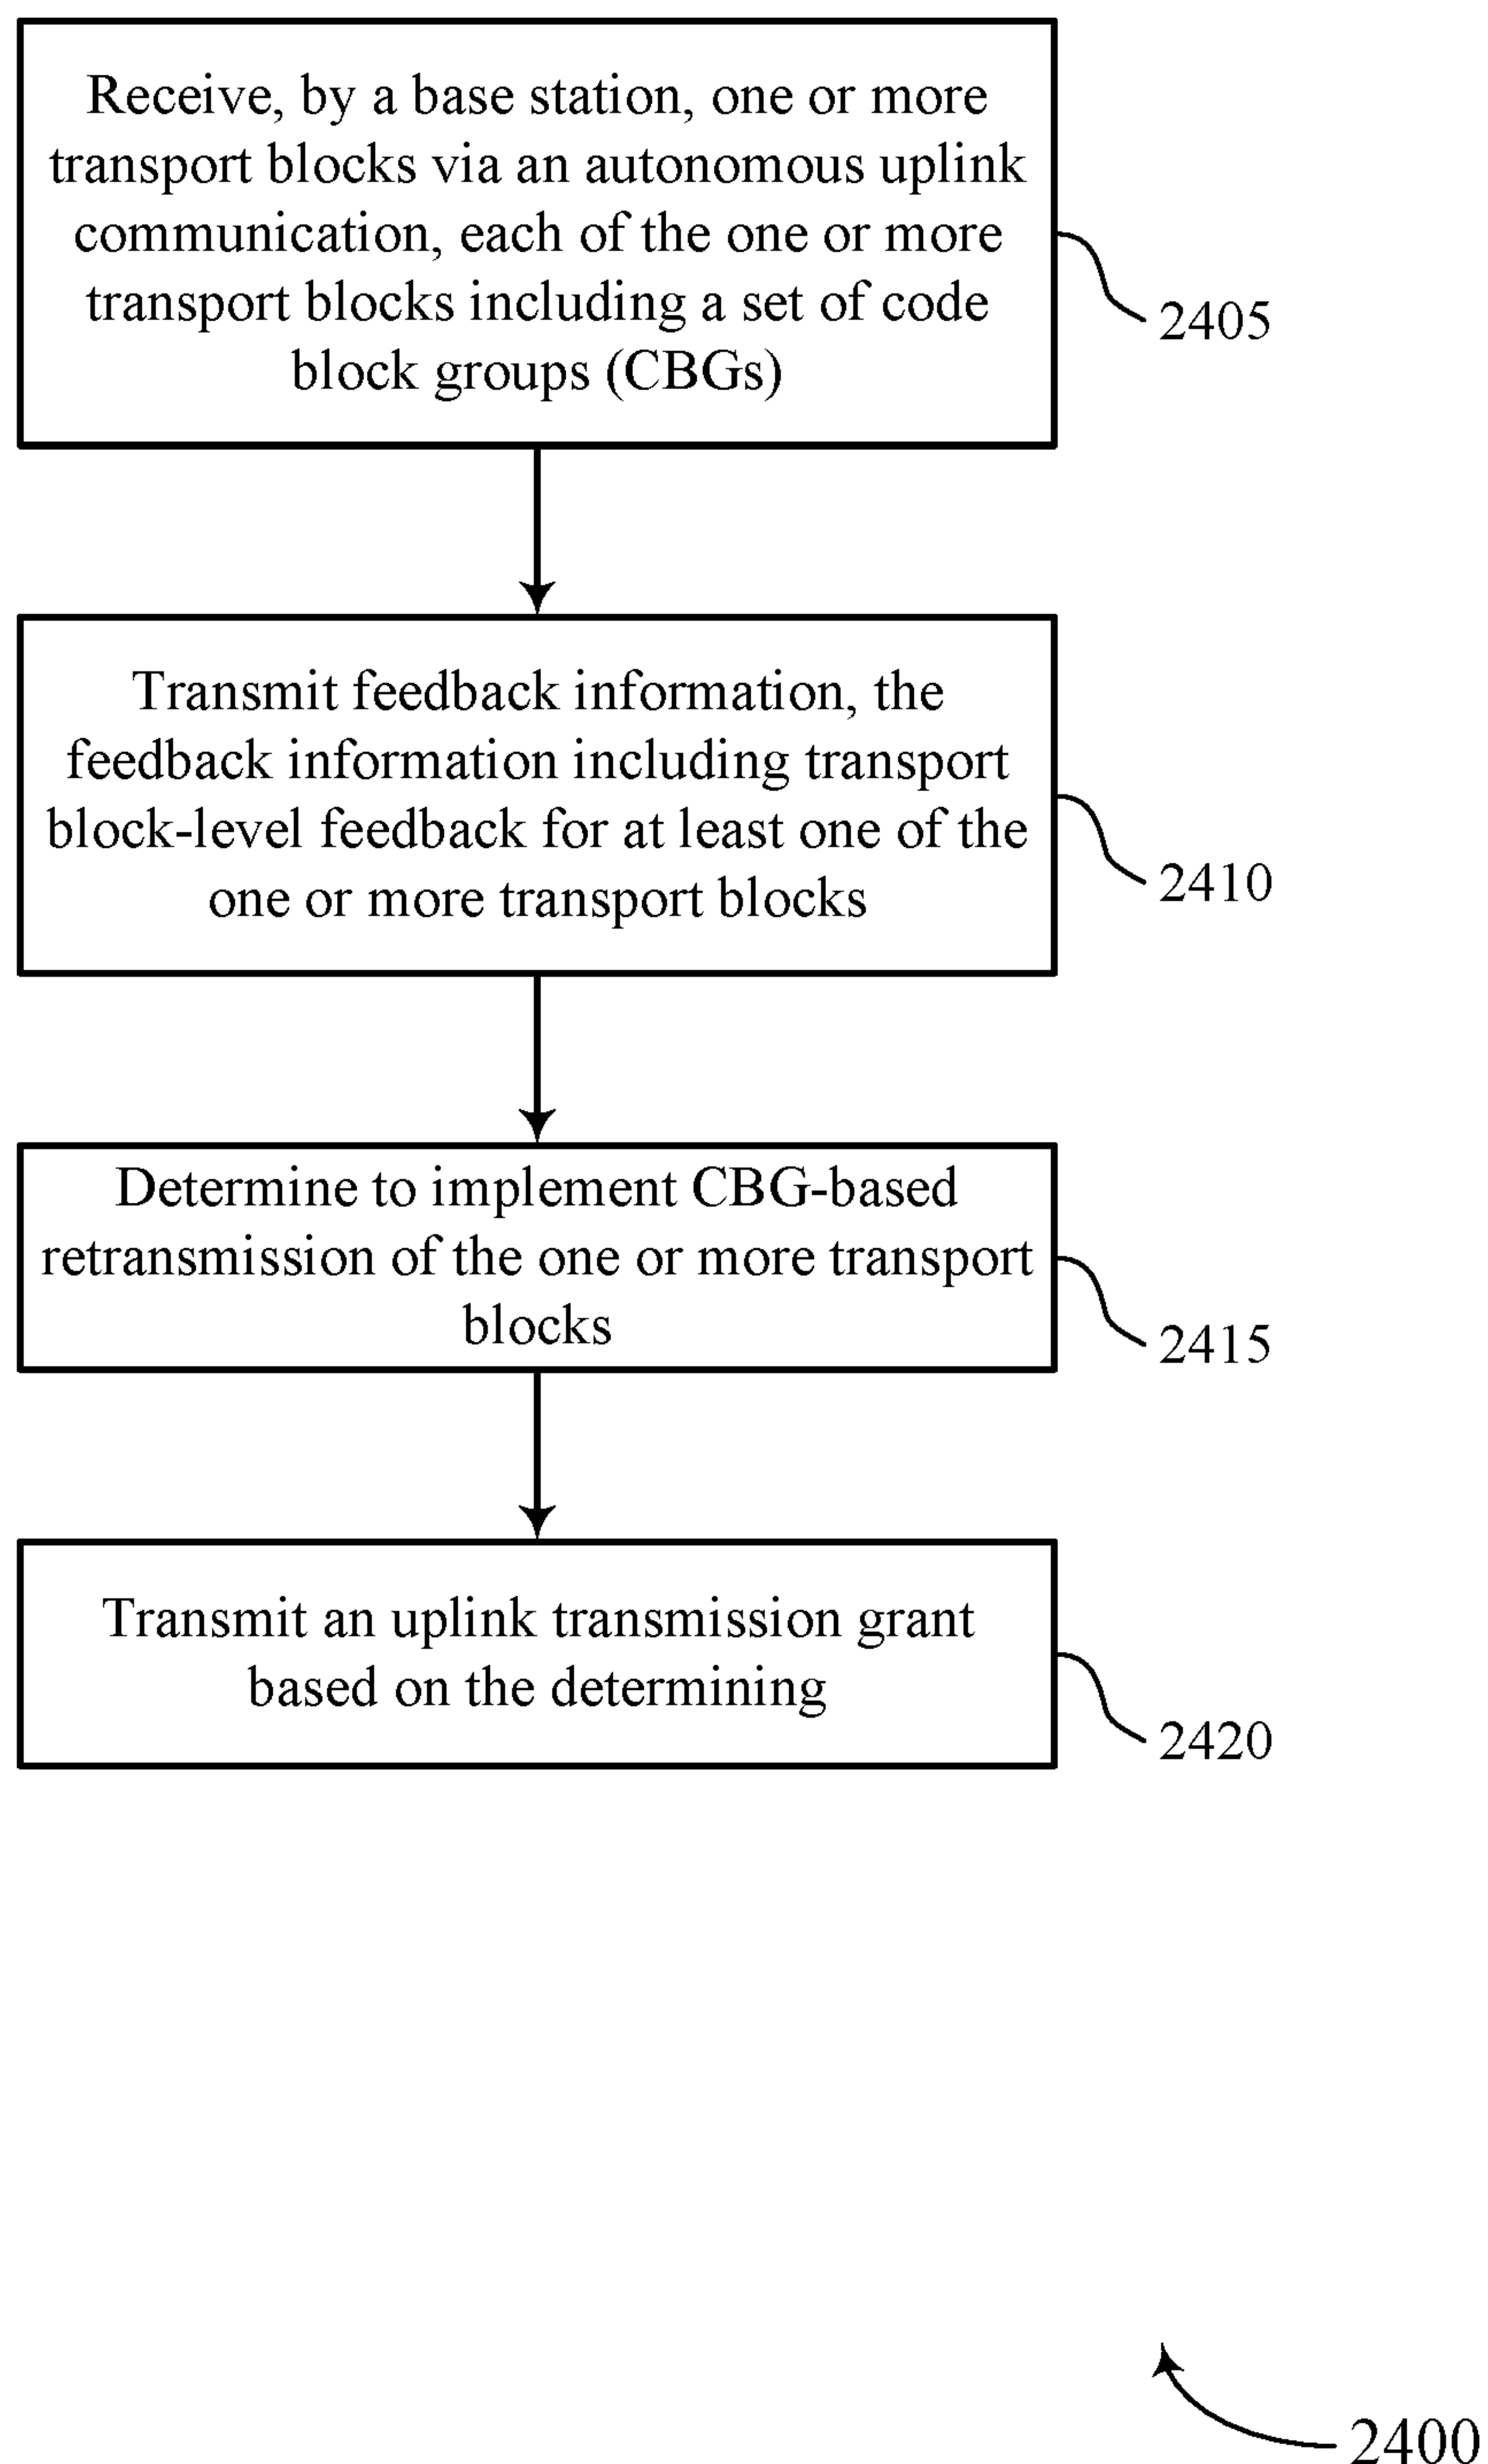 Receive, by a base station, one or more
transport blocks via an autonomous uplink
communication, each of the one or more
transport blocks including a set of code
block groups (CBGs)
2405
Transmit feedback information, the
feedback information including transport
block-level feedback for at least one of the
one or more transport blocks
2410
Determine to implement CBG-based
retransmission of the one or more transport
blocks
2415
Transmit an uplink transmission grant
based on the determining
2420
2400